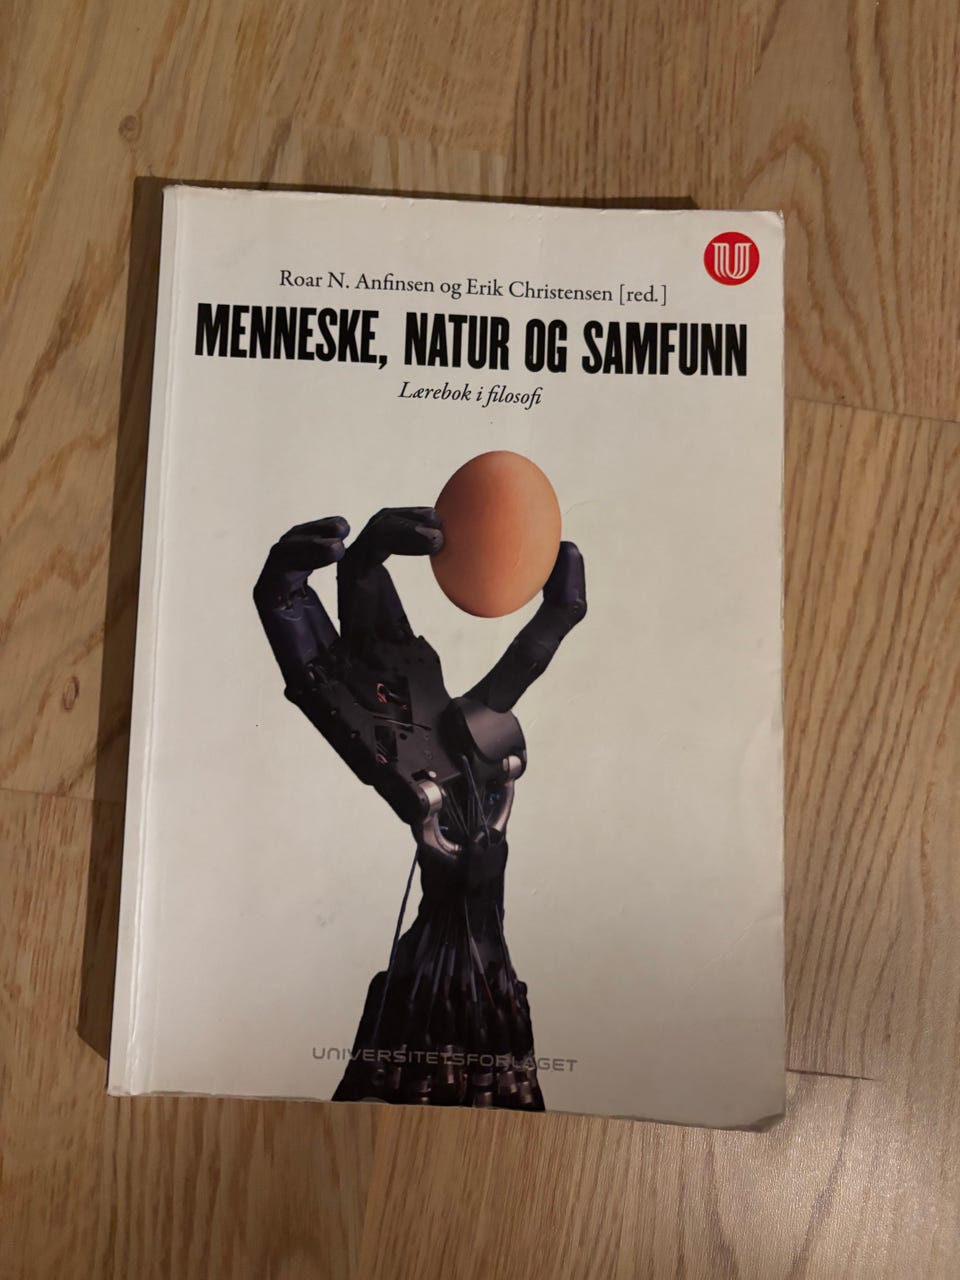 U
Roar N. Anfinsen og Erik Christensen [red.]
MENNESKE, NATUR OG SAMFUNN
Lærebok i filosofi
UNIVERSITETSFORLAGET